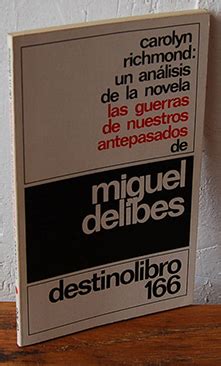 carolyn
richmond:
un análisis
de la novela
las guerras
de nuestros
antepasados
de
miguel
delibes
destinolibro
166